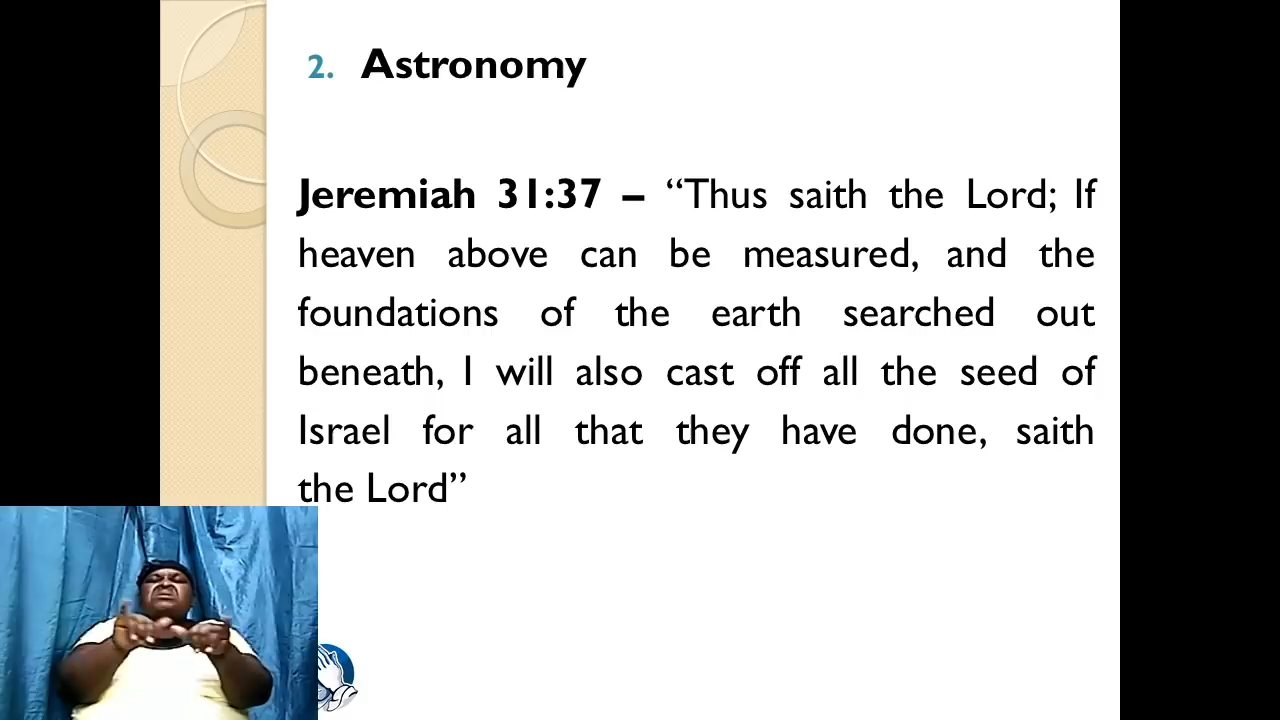 2. Astronomy
Jeremiah 31:37 – “Thus saith the Lord; If
heaven above can be measured, and the
foundations of the earth searched out
beneath, I will also cast off all the seed of
Israel for all that they have done, saith
the Lord”